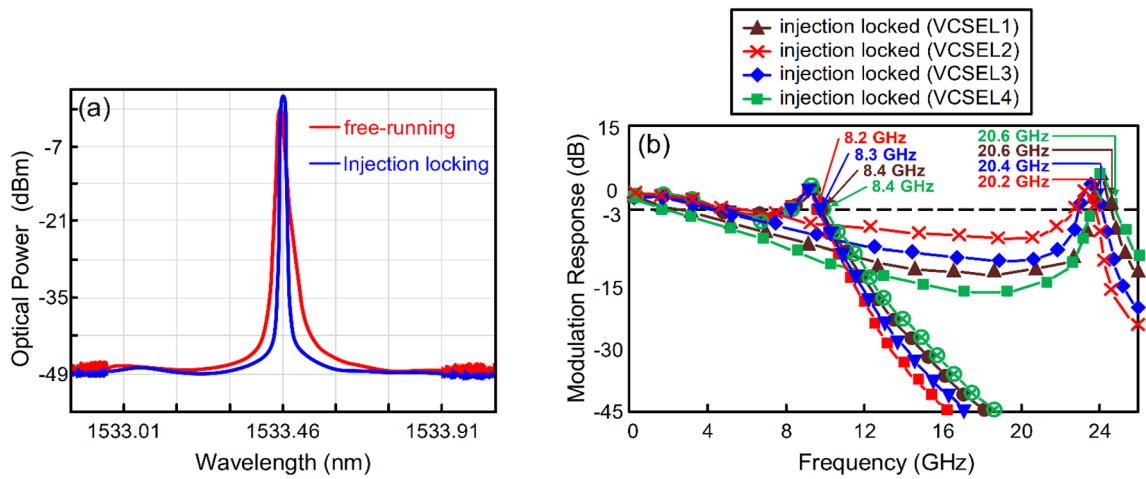 (a)
free-running
Injection locking
Optical Power (dBm)
-7
-21
-35
-49
1533.01
1533.46
1533.91
Wavelength (nm)
injection locked (VCSEL1)
injection locked (VCSEL2)
injection locked (VCSEL3)
injection locked (VCSEL4)
(b)
8.2 GHz
8.3 GHz
8.4 GHz
8.4 GHz
20.6 GHz
20.6 GHz
20.4 GHz
20.2 GHz
Modulation Response (dB)
15
0
-3
-15
-30
-45
0
4
8
12
16
20
24
Frequency (GHz)